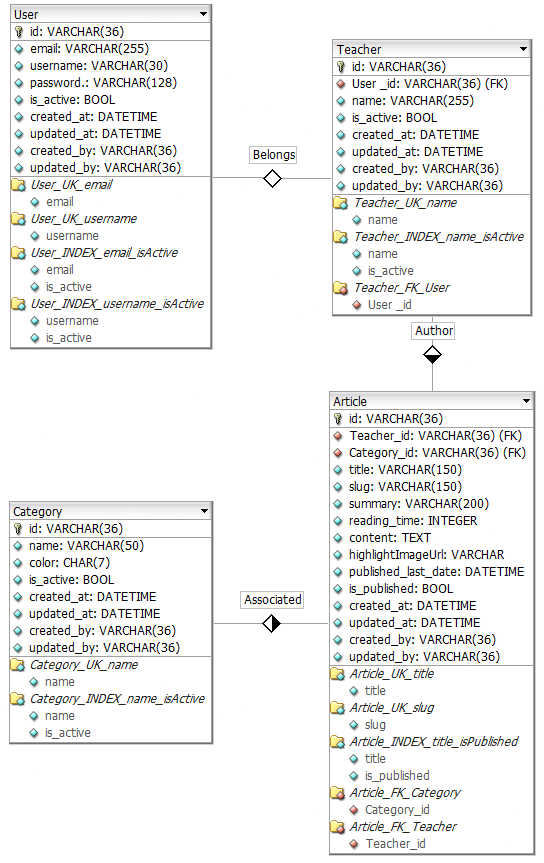 User
id: VARCHAR(36)
email: VARCHAR(255)
username: VARCHAR(30)
password.: VARCHAR(128)
is_active: BOOL
created_at: DATETIME
updated_at: DATETIME
created_by: VARCHAR(36)
updated_by: VARCHAR(36)
User_UK_email
email
User_UK_username
username
User_INDEX_email_isActive
email
is_active
User_INDEX_username_isActive
username
is_active
Belongs
Teacher
id: VARCHAR(36)
User _id: VARCHAR(36) (FK)
name: VARCHAR(255)
is_active: BOOL
created_at: DATETIME
updated_at: DATETIME
created_by: VARCHAR(36)
updated_by: VARCHAR(36)
Teacher_UK_name
name
Teacher_INDEX_name_isActive
name
is_active
Teacher_FK_User
User _id
Author
Article
id: VARCHAR(36)
Teacher_id: VARCHAR(36) (FK)
Category_id: VARCHAR(36) (FK)
title: VARCHAR(150)
slug: VARCHAR(150)
summary: VARCHAR(200)
reading_time: INTEGER
content: TEXT
highlightImageUrl: VARCHAR
published_last_date: DATETIME
is_published: BOOL
created_at: DATETIME
updated_at: DATETIME
created_by: VARCHAR(36)
updated_by: VARCHAR(36)
Article_UK_title
title
Article_UK_slug
slug
Article_INDEX_title_isPublished
title
is_published
Article_FK_Category
Category_id
Article_FK_Teacher
Teacher_id
Category
id: VARCHAR(36)
name: VARCHAR(50)
color: CHAR(7)
is_active: BOOL
created_at: DATETIME
updated_at: DATETIME
created_by: VARCHAR(36)
updated_by: VARCHAR(36)
Category_UK_name
name
Category_INDEX_name_isActive
name
is_active
Associated